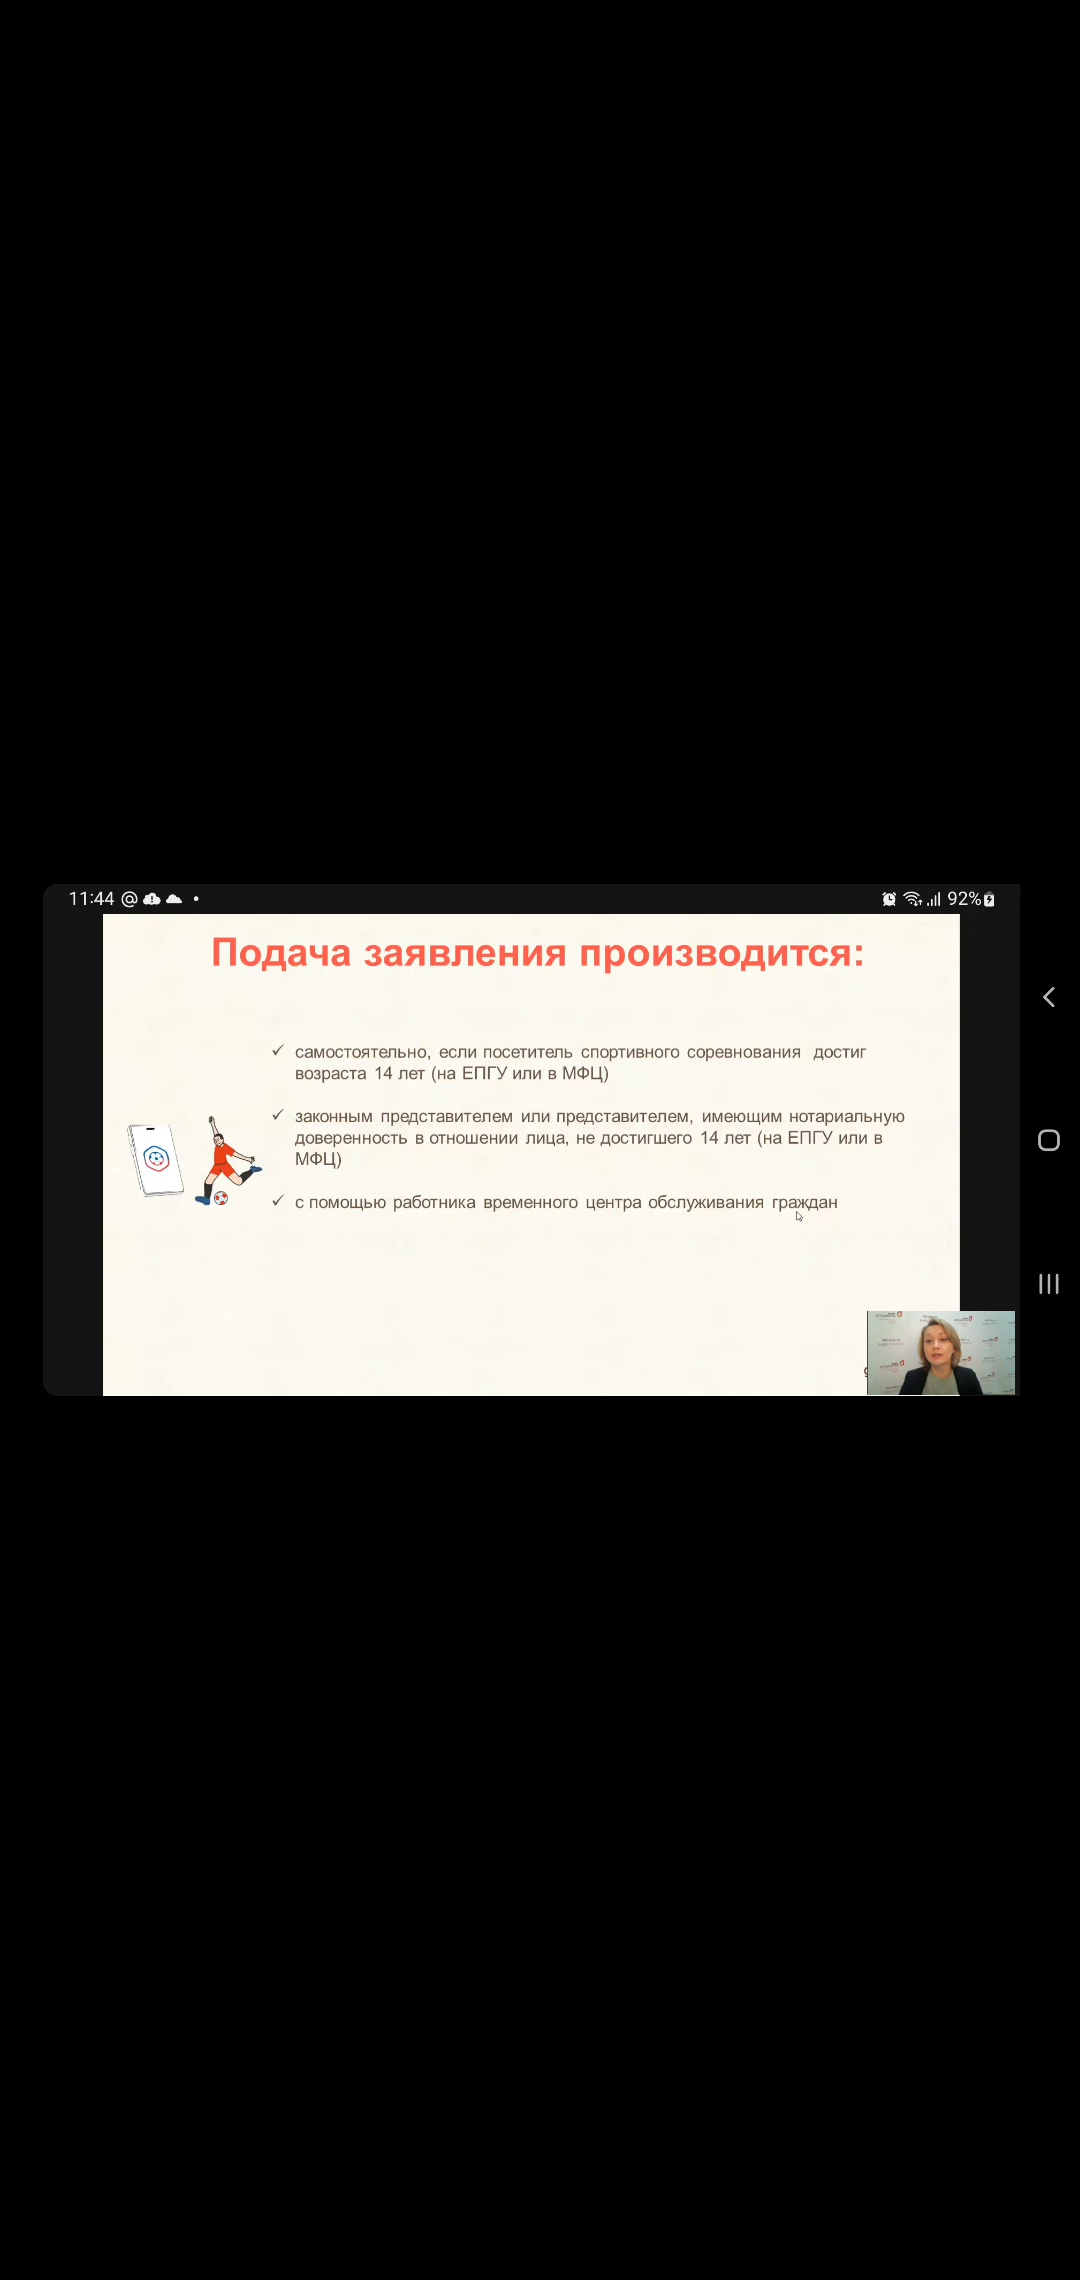 11:44
92%
Подача заявления производится:
✓ самостоятельно, если посетитель спортивного соревнования достиг
возраста 14 лет (на ЕПГУ или в МФЦ)
✓ законным представителем или представителем, имеющим нотариальную
доверенность в отношении лица, не достигшего 14 лет (на ЕПГУ или в
МФЦ)
✓ с помощью работника временного центра обслуживания граждан